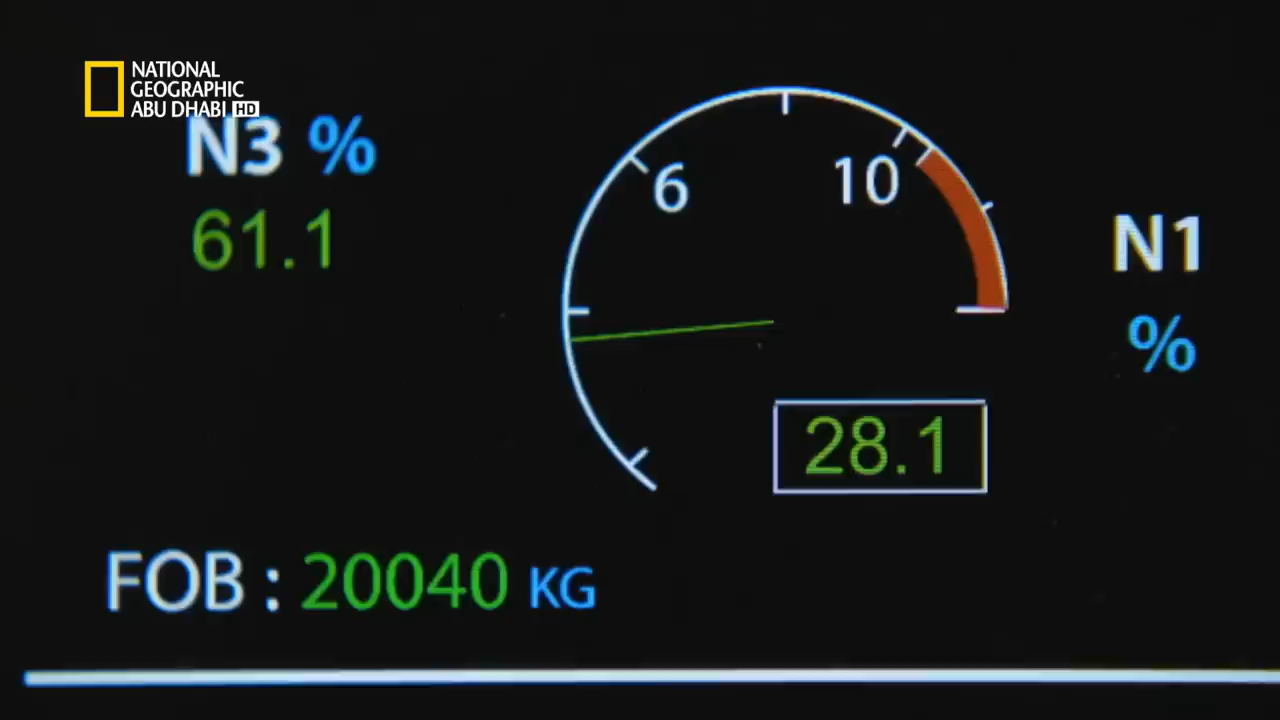 NATIONAL
GEOGRAPHIC
ABU DHABI HD
N3 %
61.1
6
10
N1
%
28.1
FOB : 20040 KG